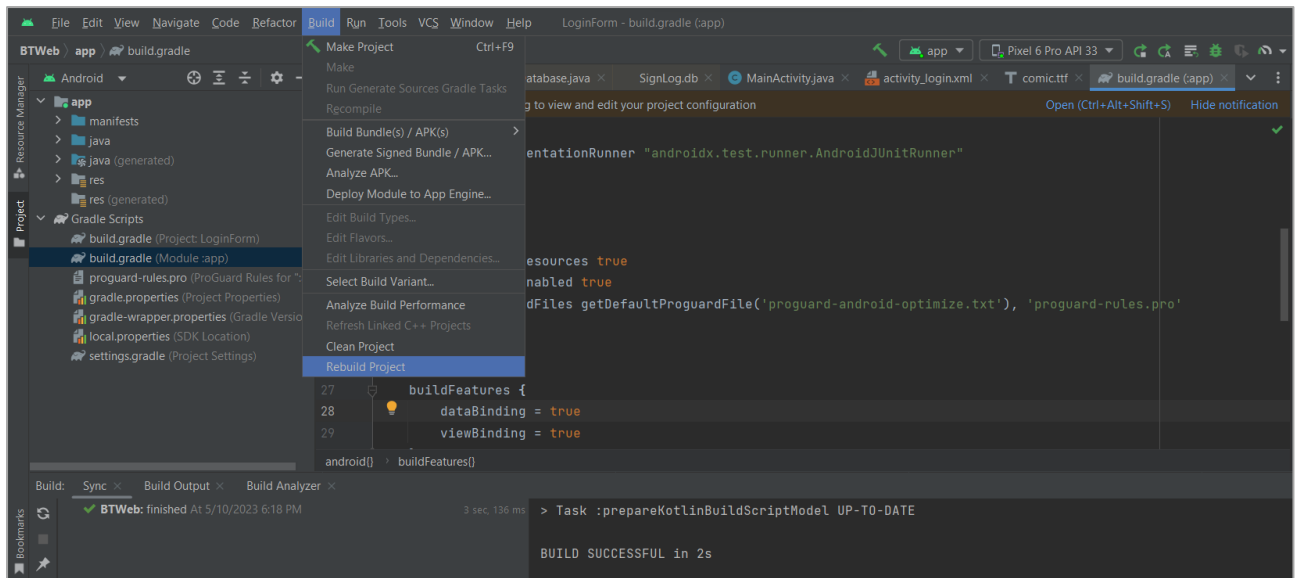 File Edit View Navigate Code Refactor Build Run Tools VCS Window Help LoginForm - build.gradle (:app)
BTWeb app build.gradle
app Pixel 6 Pro API 33
Android
atabase.java SignLog.db MainActivity.java activity_login.xml comic.ttf build.gradle (:app)
g to view and edit your project configuration Open (Ctrl+Alt+Shift+S) Hide notification
Resource Manager
Project
Bookmarks
app
manifests
java
java (generated)
res
res (generated)
Gradle Scripts
build.gradle (Project: LoginForm)
build.gradle (Module :app)
proguard-rules.pro (ProGuard Rules for ":
gradle.properties (Project Properties)
gradle-wrapper.properties (Gradle Versio
local.properties (SDK Location)
settings.gradle (Project Settings)
Make Project Ctrl+F9
Make
Run Generate Sources Gradle Tasks
Recompile
Build Bundle(s) / APK(s)
Generate Signed Bundle / APK...
Analyze APK...
Deploy Module to App Engine...
Edit Build Types...
Edit Flavors...
Edit Libraries and Dependencies...
Select Build Variant...
Analyze Build Performance
Refresh Linked C++ Projects
Clean Project
Rebuild Project
entationRunner "androidx.test.runner.AndroidJUnitRunner"
esources true
nabled true
dFiles getDefaultProguardFile('proguard-android-optimize.txt'), 'proguard-rules.pro'
27 buildFeatures {
28 dataBinding = true
29 viewBinding = true
android{} buildFeatures{}
Build: Sync Build Output Build Analyzer
BTWeb: finished At 5/10/2023 6:18 PM 3 sec, 136 ms
> Task :prepareKotlinBuildScriptModel UP-TO-DATE
BUILD SUCCESSFUL in 2s